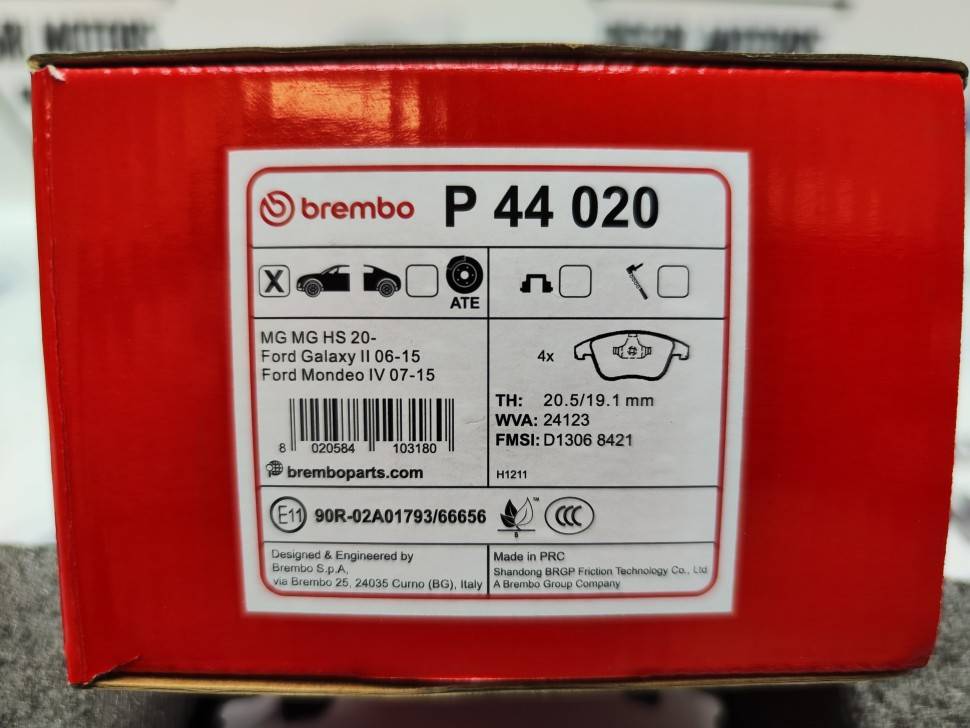 brembo P 44 020
X
ATE
MG MG HS 20-
Ford Galaxy II 06-15
Ford Mondeo IV 07-15
4x
TH: 20.5/19.1 mm
WVA: 24123
FMSI: D1306 8421
8 020584 103180
bremboparts.com
H1211
E11 90R-02A01793/66656
TM
B
CCC
Designed & Engineered by
Brembo S.p.A.
via Brembo 25, 24035 Curno (BG), Italy
Made in PRC
Shandong BRGP Friction Technology Co., Ltd
A Brembo Group Company